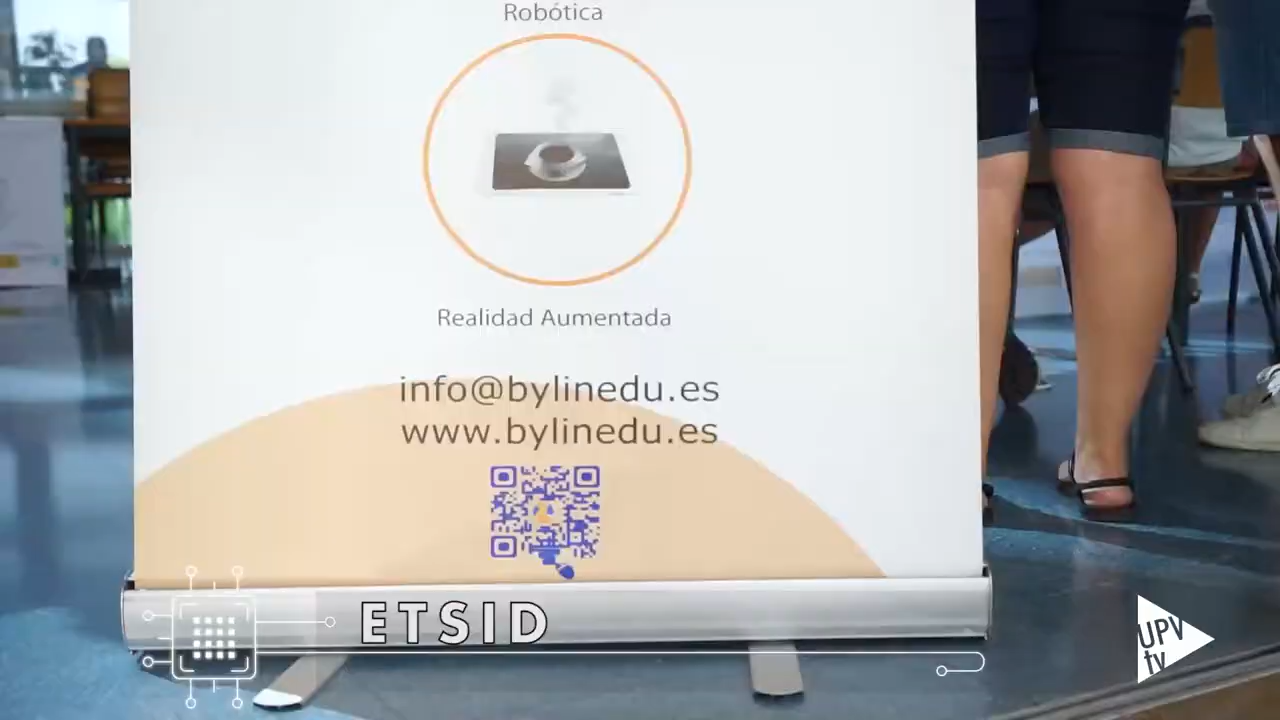 Robótica
Realidad Aumentada
info@bylinedu.es
www.bylinedu.es
ETSID
UPV
tv